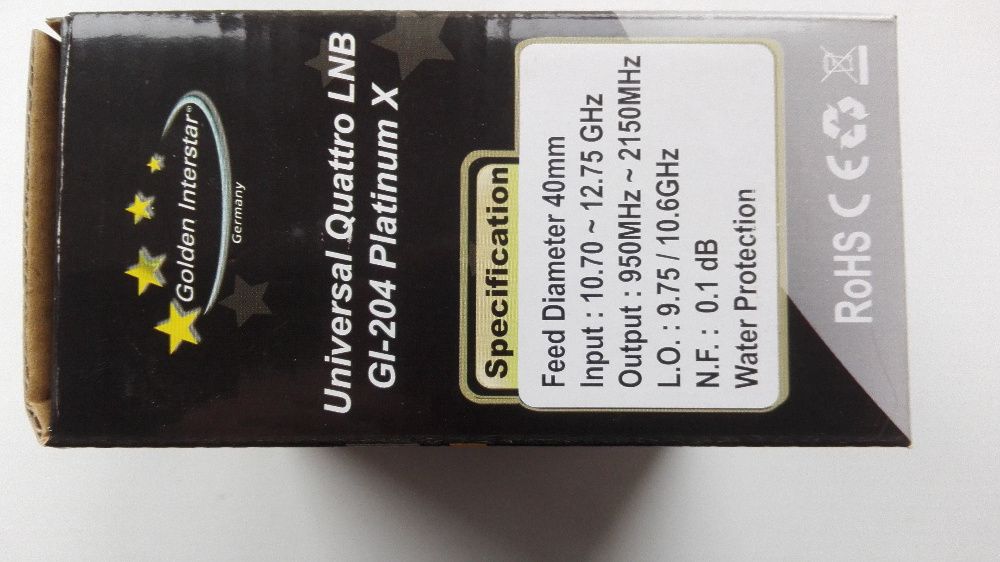 Golden Interstar®
Germany
Universal Quattro LNB
GI-204 Platinum X
Specification
Feed Diameter 40mm
Input : 10.70 ~ 12.75 GHz
Output : 950MHz ~ 2150MHz
L.O. : 9.75 / 10.6GHz
N.F. : 0.1 dB
Water Protection
RoHS CE